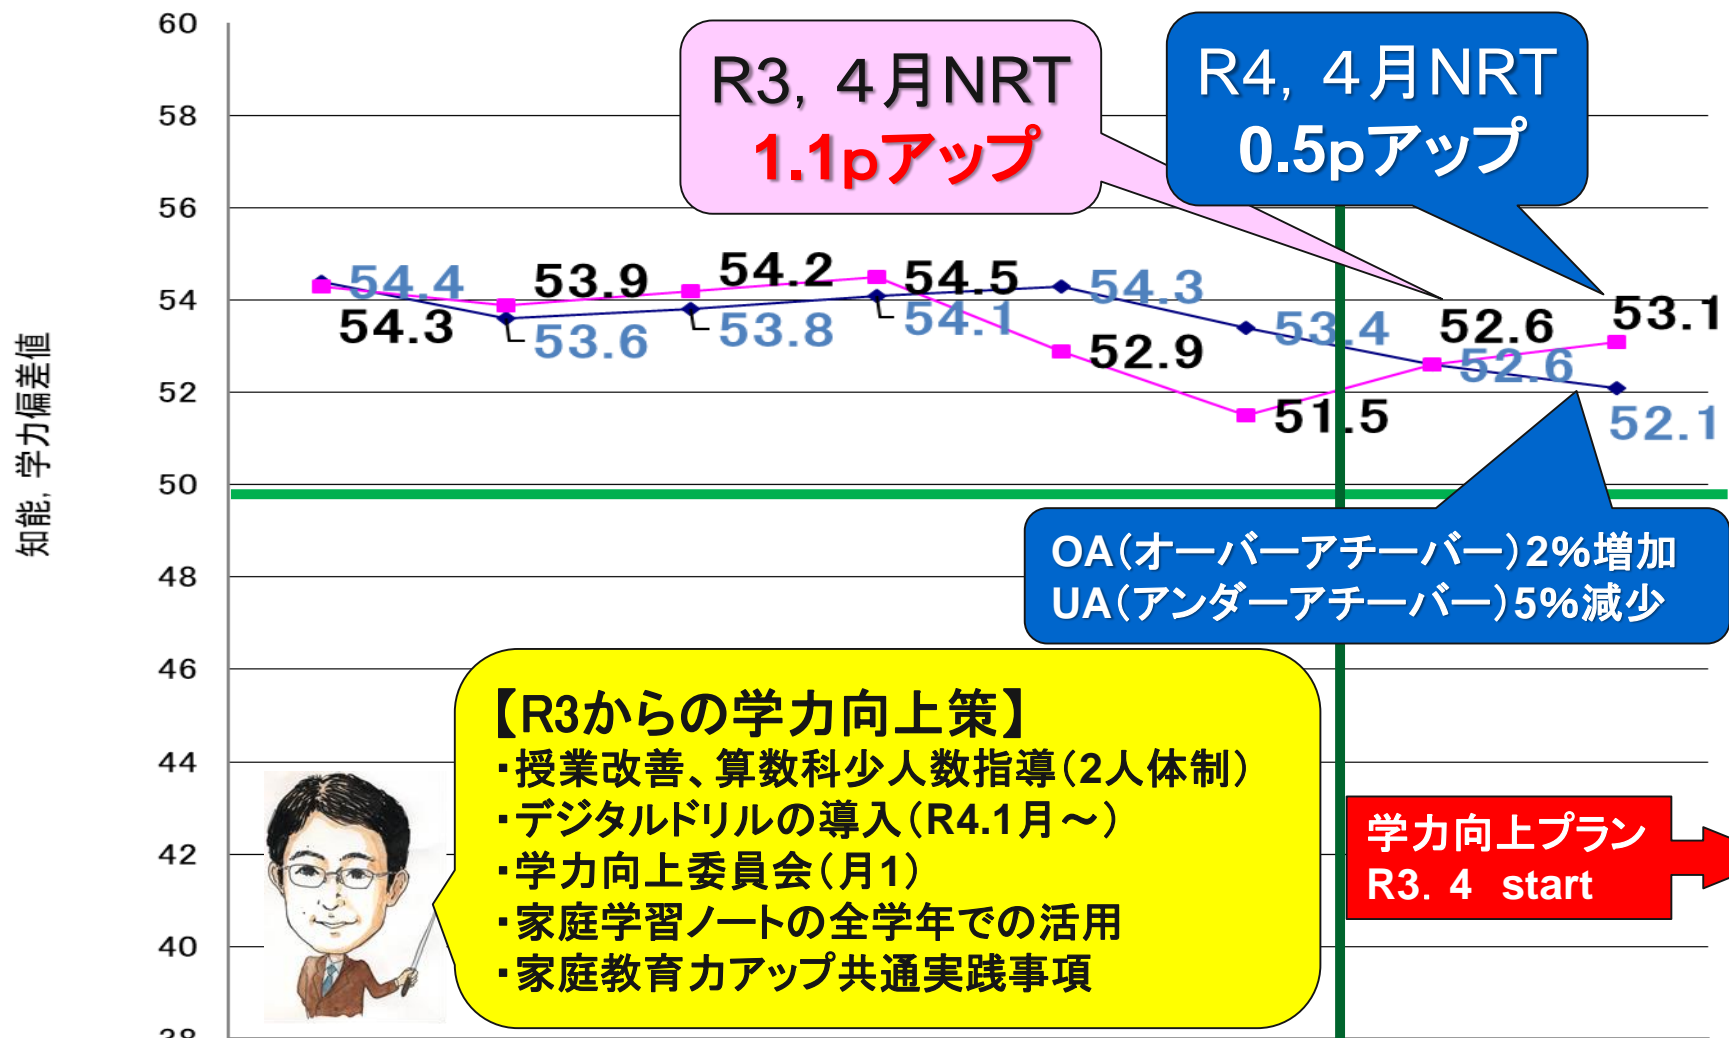 60
58
56
54
52
50
48
46
44
42
40
38
知能, 学力偏差値
R3, ４月NRT
1.1pアップ
R4, ４月NRT
0.5pアップ
54.4
53.9
54.2
54.5
54.3
53.4
52.6
53.1
54.3
53.6
53.8
54.1
52.9
51.5
52.6
52.1
OA（オーバーアチーバー）2%増加
UA（アンダーアチーバー）5%減少
【R3からの学力向上策】
・授業改善、算数科少人数指導（2人体制）
・デジタルドリルの導入（R4.1月～）
・学力向上委員会（月1）
・家庭学習ノートの全学年での活用
・家庭教育力アップ共通実践事項
学力向上プラン
R3. 4 start